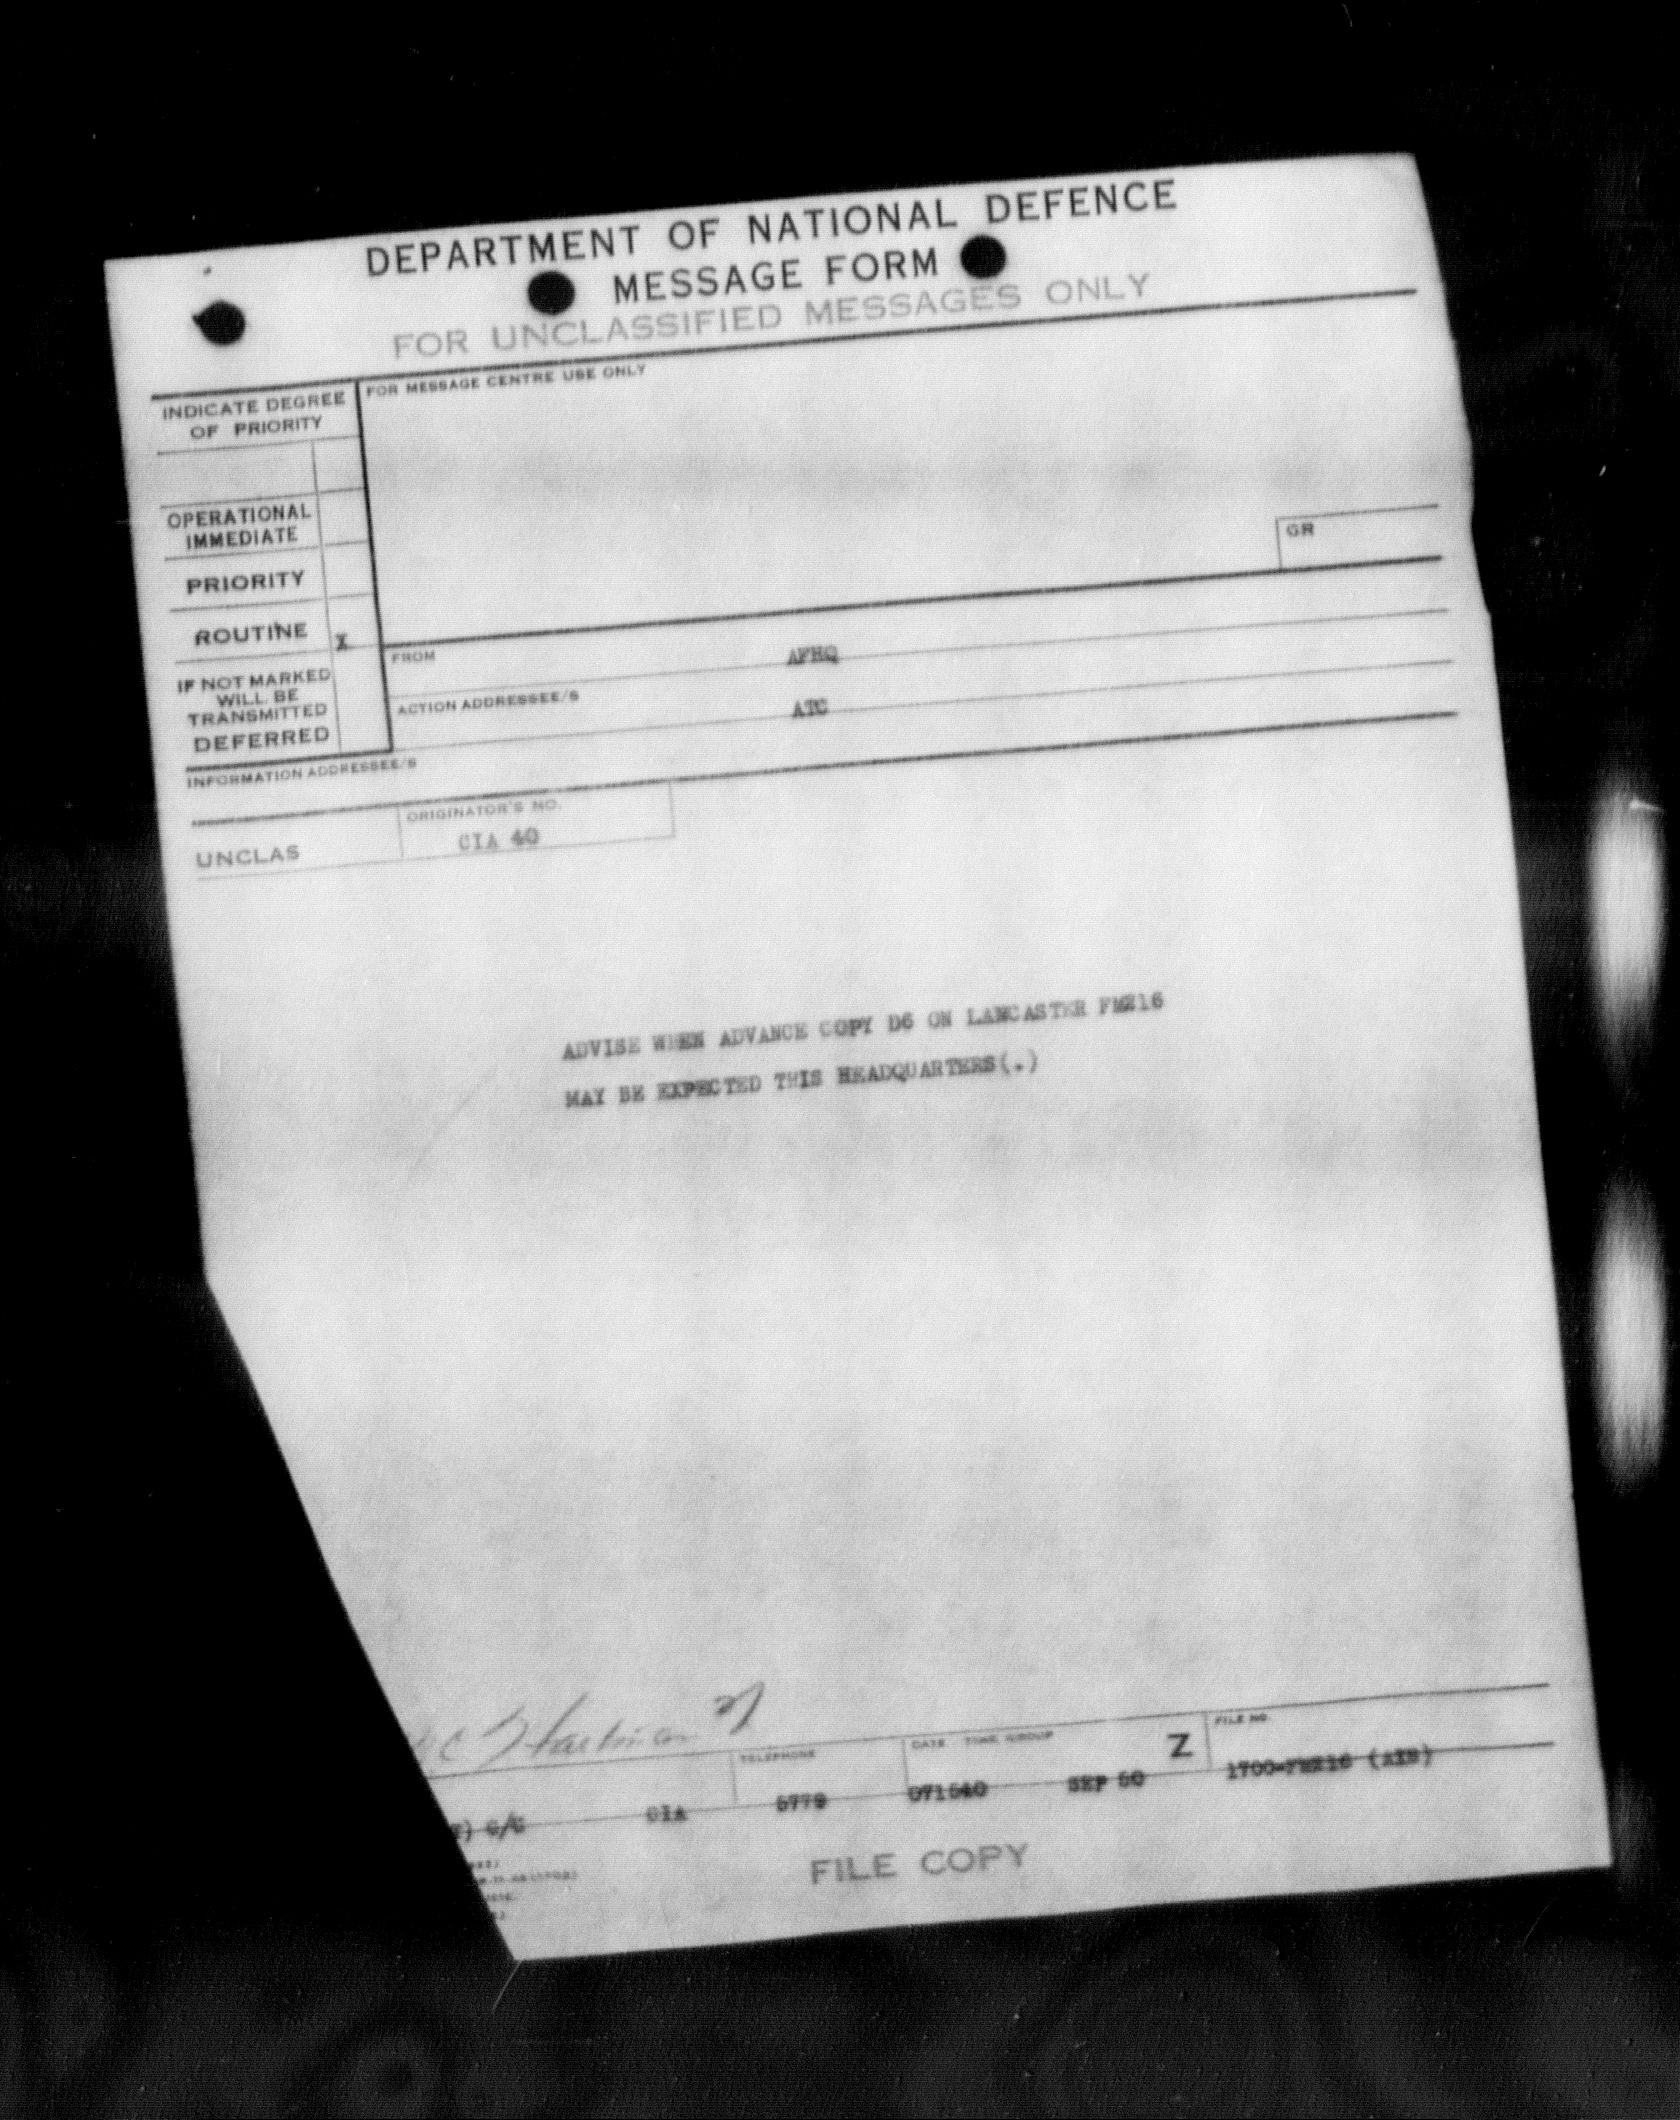 DEPARTMENT OF NATIONAL DEFENCE
MESSAGE FORM
FOR UNCLASSIFIED MESSAGES ONLY
INDICATE DEGREE
OF PRIORITY
FOR MESSAGE CENTRE USE ONLY
OPERATIONAL
IMMEDIATE
GR
PRIORITY
ROUTINE X
FROM AFHQ
IF NOT MARKED
WILL BE
TRANSMITTED
DEFERRED
ACTION ADDRESSEE/S ATC
INFORMATION ADDRESSEE/S
UNCLAS
ORIGINATOR'S NO.
CIA 40
ADVISE WHEN ADVANCE COPY D6 ON LANCASTER FM216
MAY BE EXPECTED THIS HEADQUARTERS(.)
TELEPHONE
DATE TIME GROUP
Z
FILE NO.
CIA 5779 071540 SEP 50 1700-FM216 (AIB)
FILE COPY